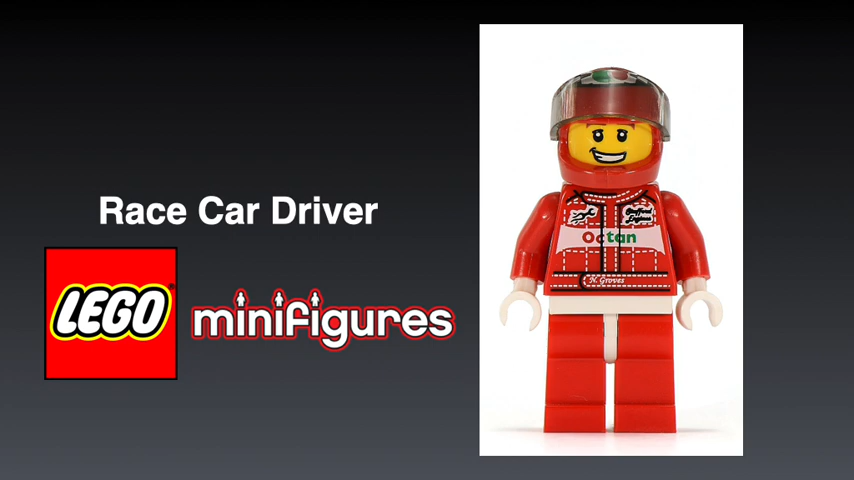 Race Car Driver
LEGO
minifigures
Octan
N. Groves